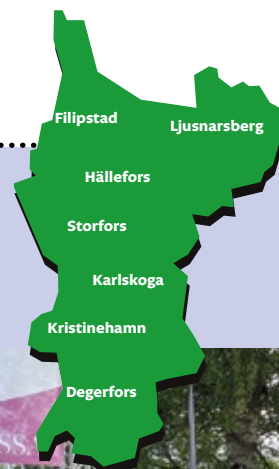 Filipstad
Ljusnarsberg
Hällefors
Storfors
Karlskoga
Kristinehamn
Degerfors